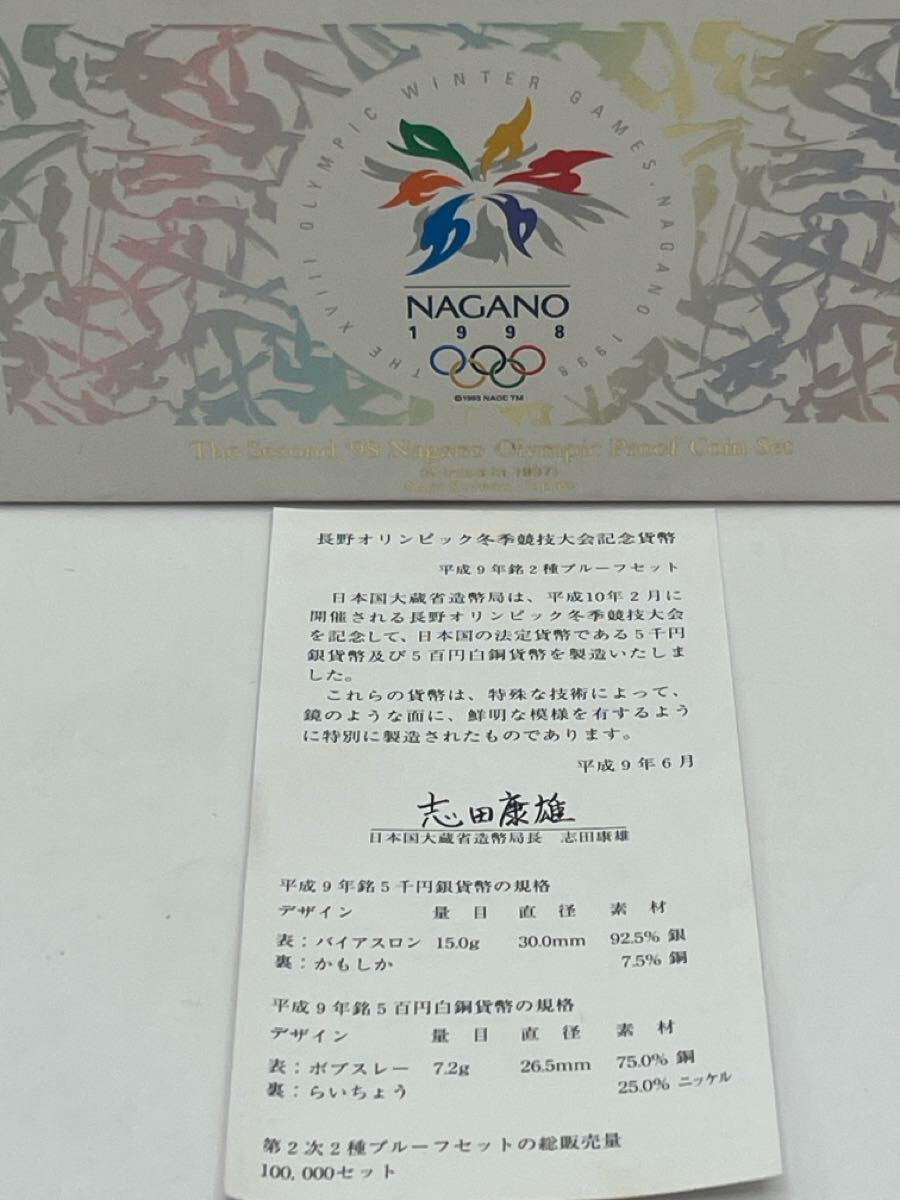 THE XVIII OLYMPIC WINTER GAMES, NAGANO 1998
NAGANO
1998
©1993 NAGC TM
The Second '98 Nagano Olympic Proof Coin Set
長野オリンピック冬季競技大会記念貨幣
平成9年銘2種プルーフセット
日本国大蔵省造幣局は、平成10年2月に
開催される長野オリンピック冬季競技大会
を記念して、日本国の法定貨幣である5千円
銀貨幣及び5百円白銅貨幣を製造いたしま
した。
これらの貨幣は、特殊な技術によって、
鏡のような面に、鮮明な模様を有するよう
に特別に製造されたものであります。
平成9年6月
志田康雄
日本国大蔵省造幣局長 志田康雄
平成9年銘5千円銀貨幣の規格
デザイン 量目 直径 素材
表：バイアスロン 15.0g 30.0mm 92.5% 銀
裏：かもしか 7.5% 銅
平成9年銘5百円白銅貨幣の規格
デザイン 量目 直径 素材
表：ボブスレー 7.2g 26.5mm 75.0% 銅
裏：らいちょう 25.0% ニッケル
第2次2種プルーフセットの総販売量
100,000セット